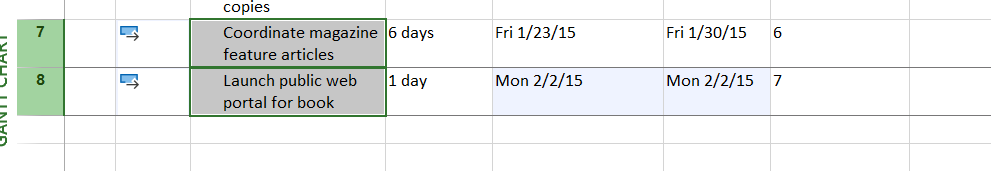 copies
7 Coordinate magazine 6 days Fri 1/23/15 Fri 1/30/15 6
feature articles
8 Launch public web 1 day Mon 2/2/15 Mon 2/2/15 7
portal for book
GANTT CHART